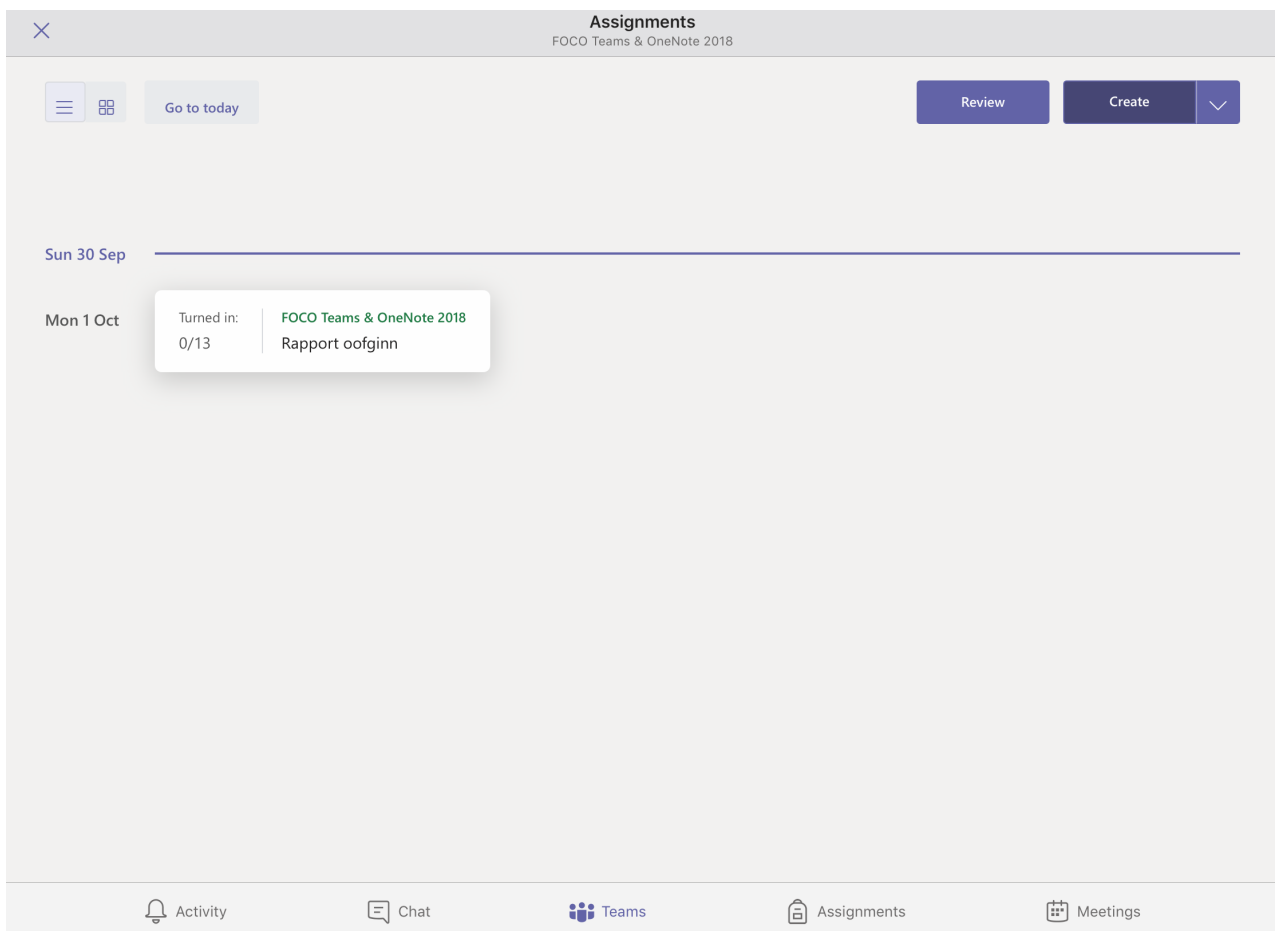 Assignments
FOCO Teams & OneNote 2018
Go to today
Review
Create
Sun 30 Sep
Mon 1 Oct
Turned in:
0/13
FOCO Teams & OneNote 2018
Rapport oofginn
Activity
Chat
Teams
Assignments
Meetings